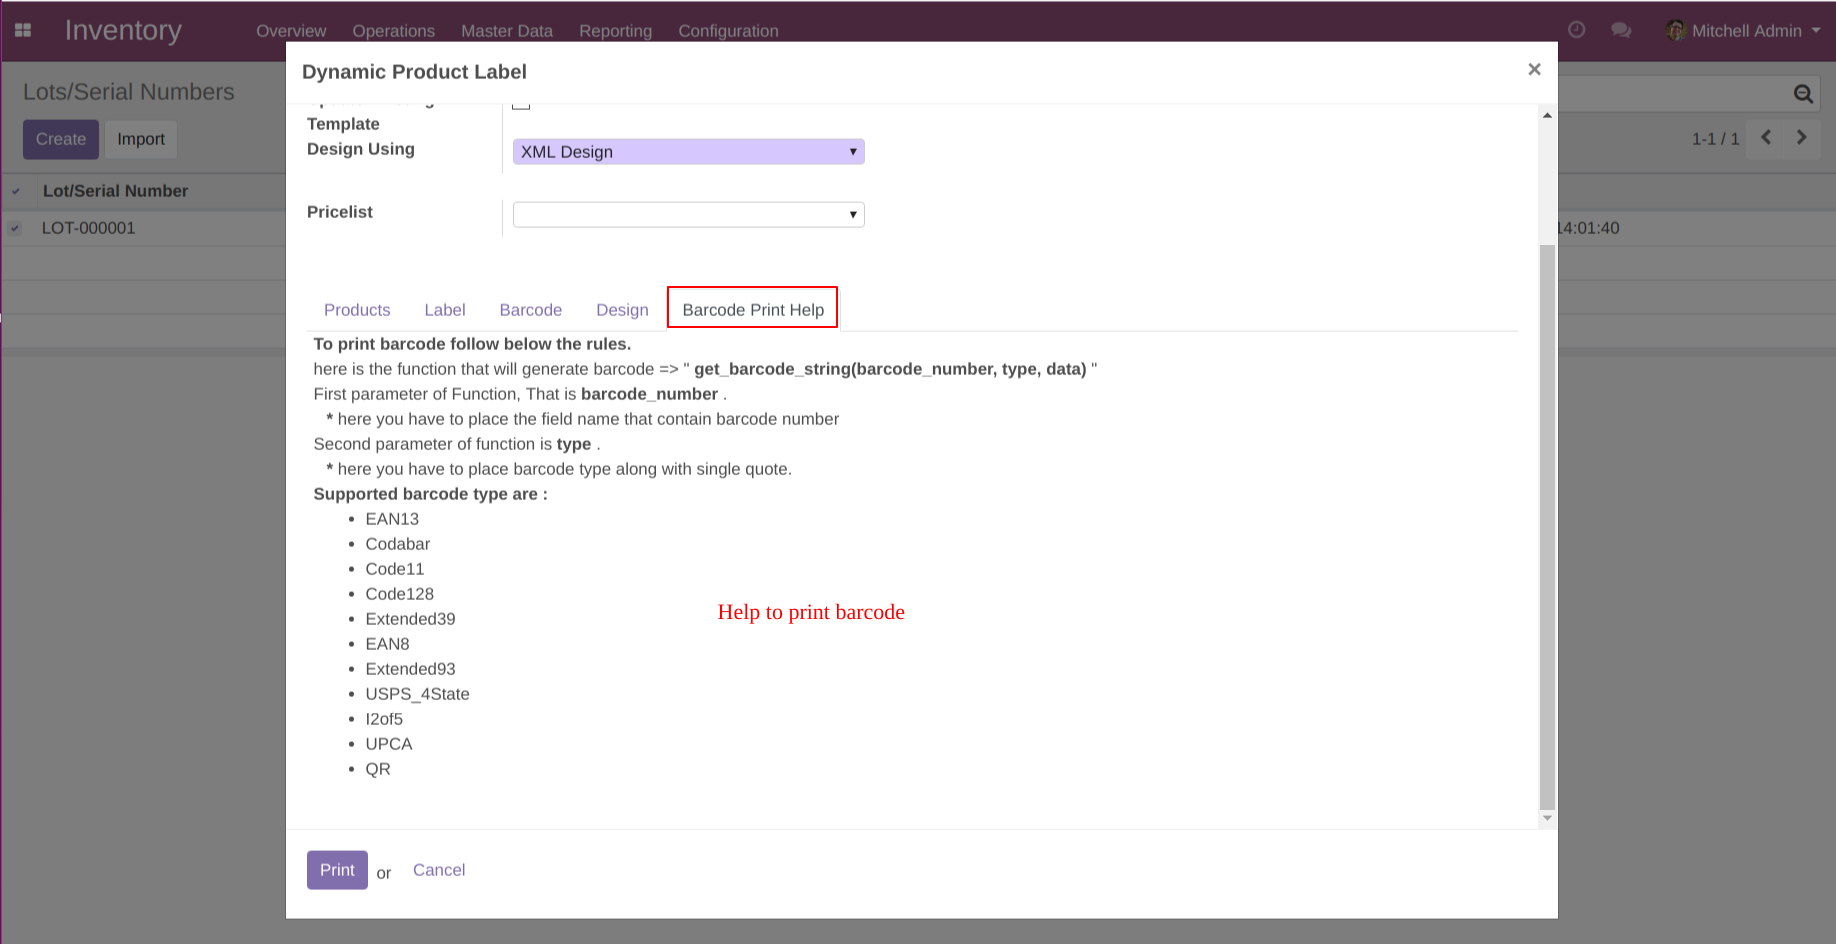 Inventory Overview Operations Master Data Reporting Configuration Mitchell Admin
Dynamic Product Label ×
Lots/Serial Numbers
Create Import
1-1 / 1
Lot/Serial Number
LOT-000001
14:01:40
Template
Design Using XML Design
Pricelist
Products Label Barcode Design Barcode Print Help
To print barcode follow below the rules.
here is the function that will generate barcode => " get_barcode_string(barcode_number, type, data) "
First parameter of Function, That is barcode_number .
* here you have to place the field name that contain barcode number
Second parameter of function is type .
* here you have to place barcode type along with single quote.
Supported barcode type are :
• EAN13
• Codabar
• Code11
• Code128
• Extended39
• EAN8
• Extended93
• USPS_4State
• I2of5
• UPCA
• QR
Help to print barcode
Print or Cancel